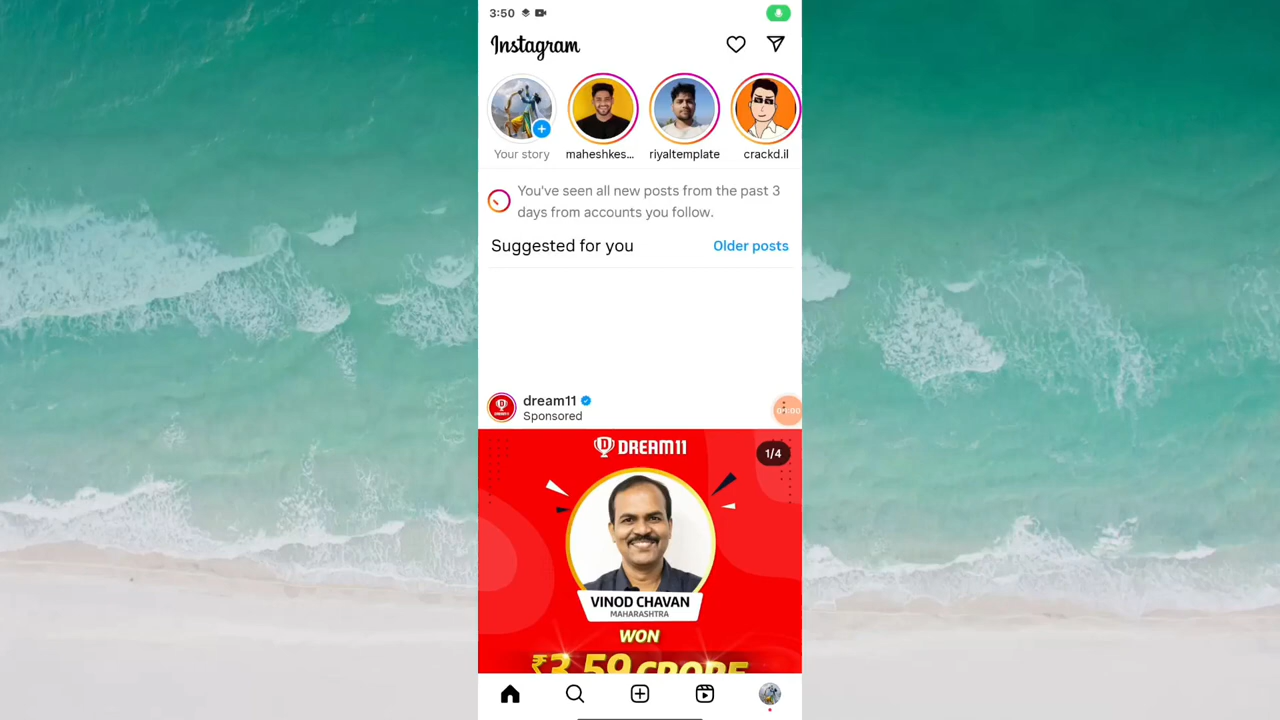 3:50
Instagram
Your story
maheshkes...
riyaltemplate
crackd.il
You've seen all new posts from the past 3
days from accounts you follow.
Suggested for you
Older posts
dream11
Sponsored
DREAM11
1/4
VINOD CHAVAN
MAHARASHTRA
WON
₹3.59 CRORE